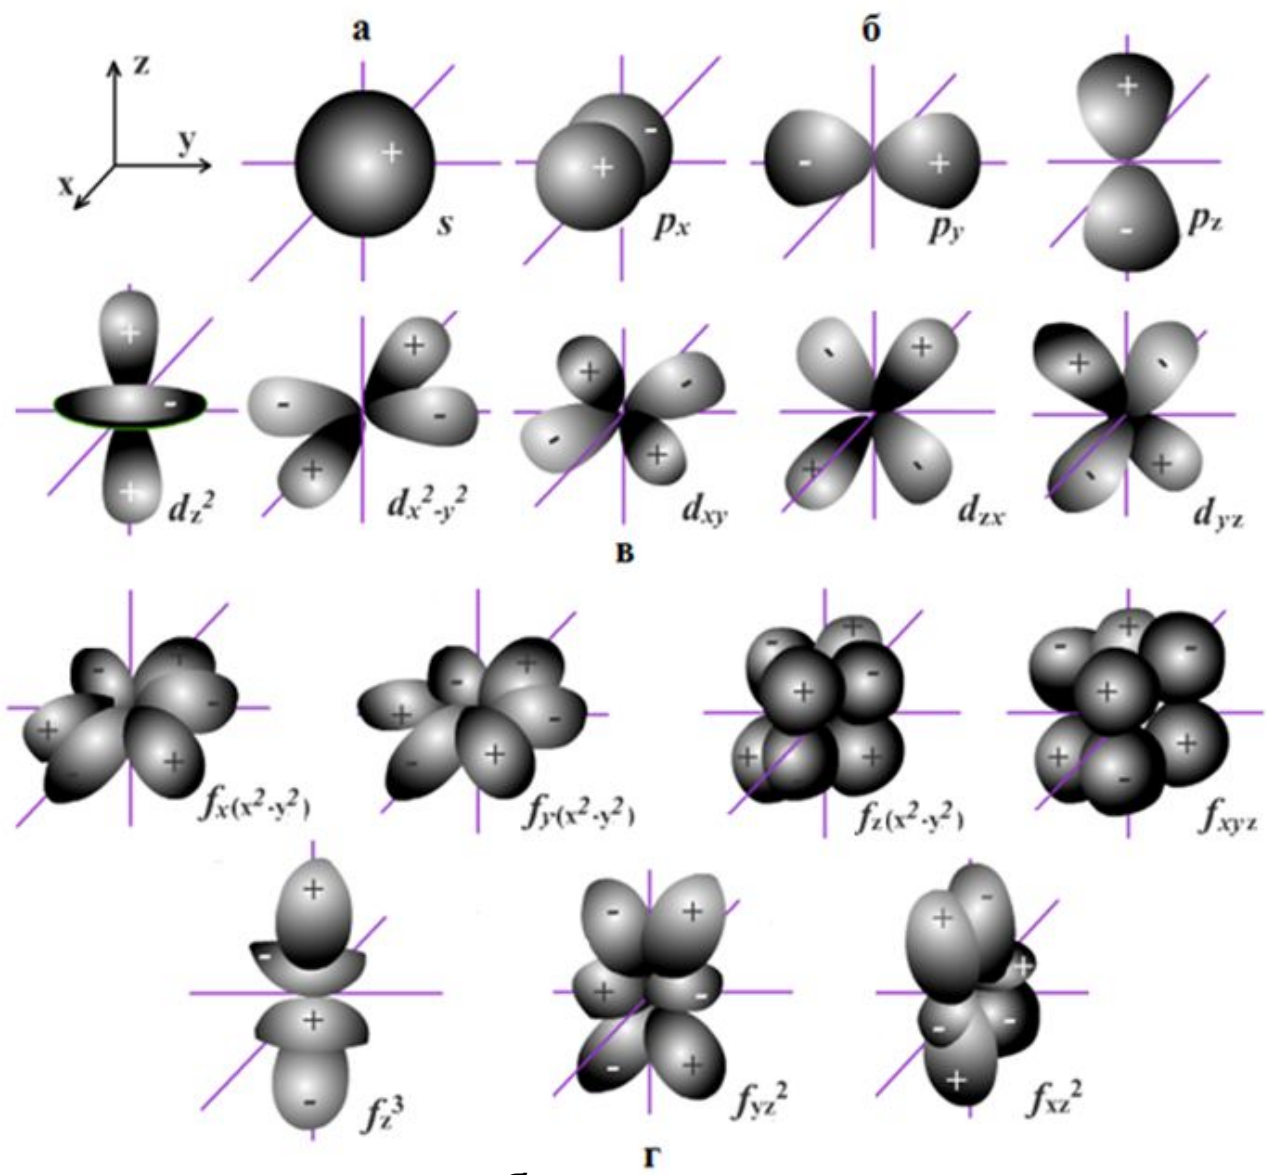 а б
z
y
x
+ - + - + + -
s pₓ p_y p_z
+ - + - + - + + - + - - + + - + - - +
d_z² d_x²-y² d_xy d_zx d_yz
в
- + + - - + - + + - - + - + + - + + - + - + + - +
f_x(x²-y²) f_y(x²-y²) f_z(x²-y²) f_xyz
+ - + - - + + - - + + - + - - +
f_z³ f_yz² f_xz²
г